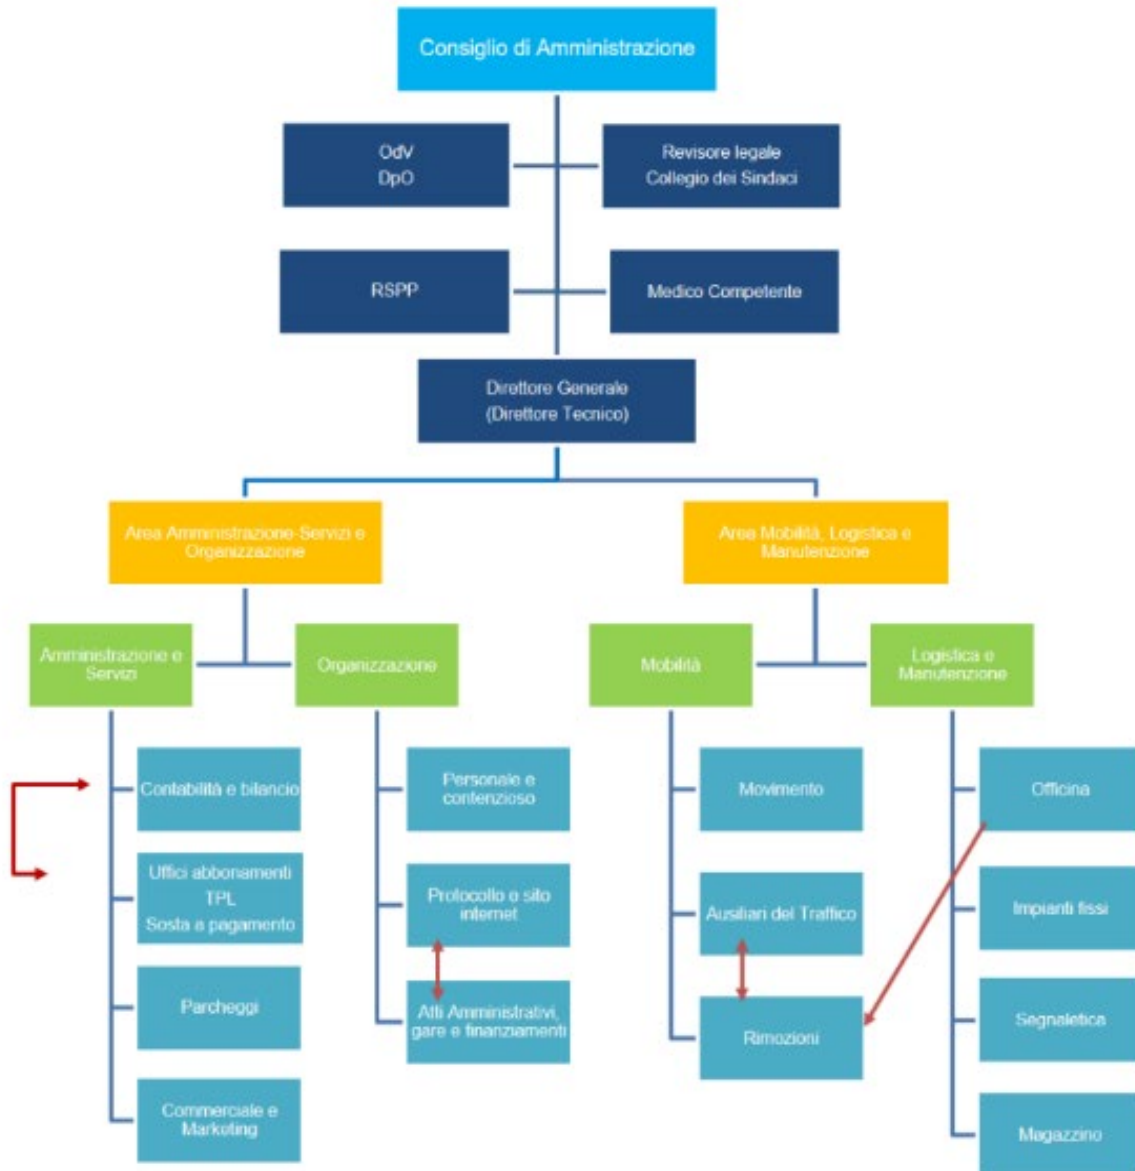 Consiglio di Amministrazione
OdV
DpO
Revisore legale
Collegio dei Sindaci
RSPP
Medico Competente
Direttore Generale
(Direttore Tecnico)
Area Amministrazione-Servizi e
Organizzazione
Area Mobilità, Logistica e
Manutenzione
Amministrazione e
Servizi
Organizzazione
Mobilità
Logistica e
Manutenzione
Contabilità e bilancio
Uffici abbonamenti
TPL
Sosta a pagamento
Parcheggi
Commerciale e
Marketing
Personale e
contenzioso
Protocollo e sito
internet
Atti Amministrativi,
gare e finanziamenti
Movimento
Ausiliari del Traffico
Rimozioni
Officina
Impianti fissi
Segnaletica
Magazzino